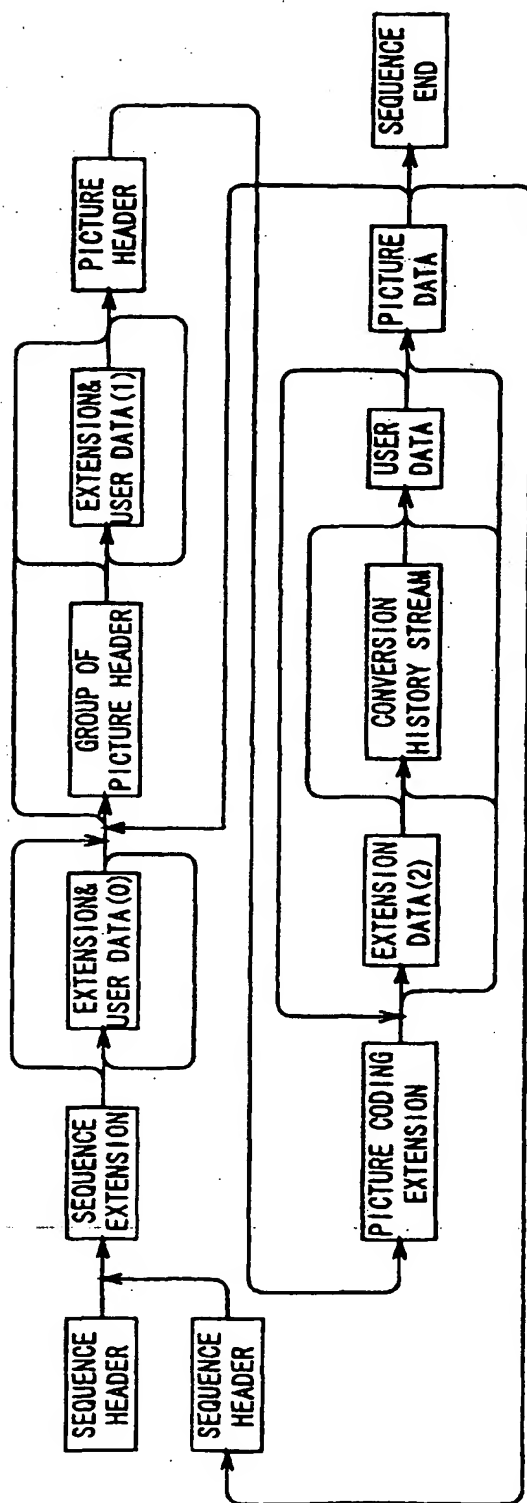 SEQUENCE
HEADER
SEQUENCE
HEADER
SEQUENCE
EXTENSION
EXTENSION&
USER DATA(0)
GROUP OF
PICTURE HEADER
EXTENSION&
USER DATA(1)
PICTURE
HEADER
PICTURE CODING
EXTENSION
EXTENSION
DATA(2)
CONVERSION
HISTORY STREAM
USER
DATA
PICTURE
DATA
SEQUENCE
END